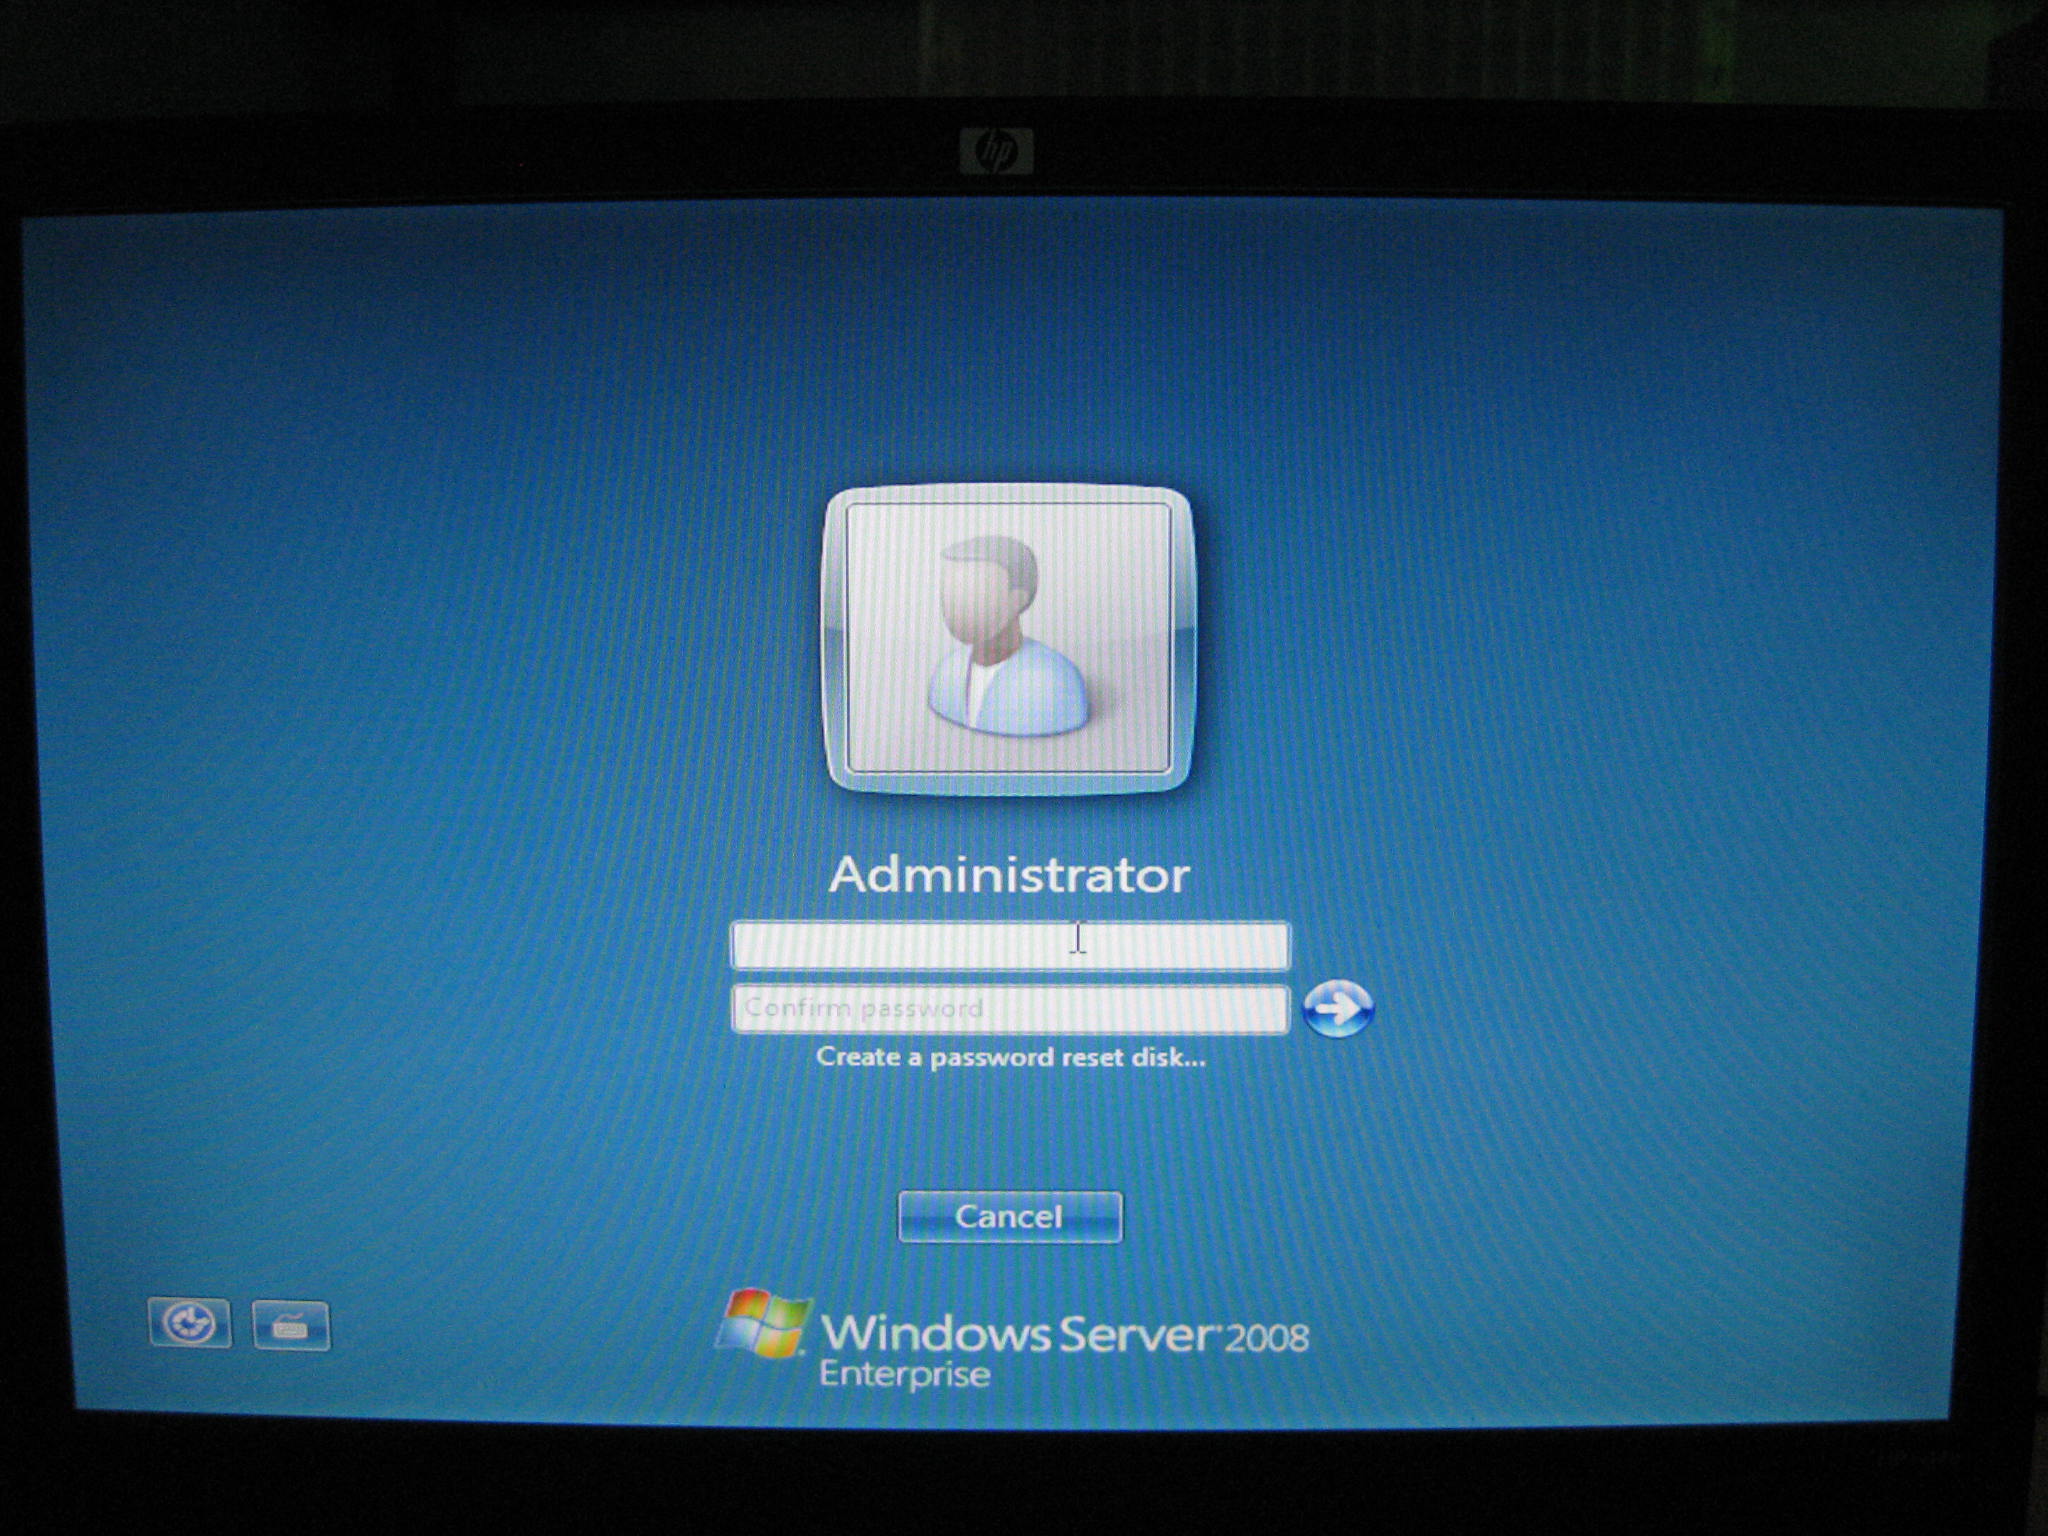 hp
Administrator
Confirm password
Create a password reset disk...
Cancel
Windows Server 2008
Enterprise